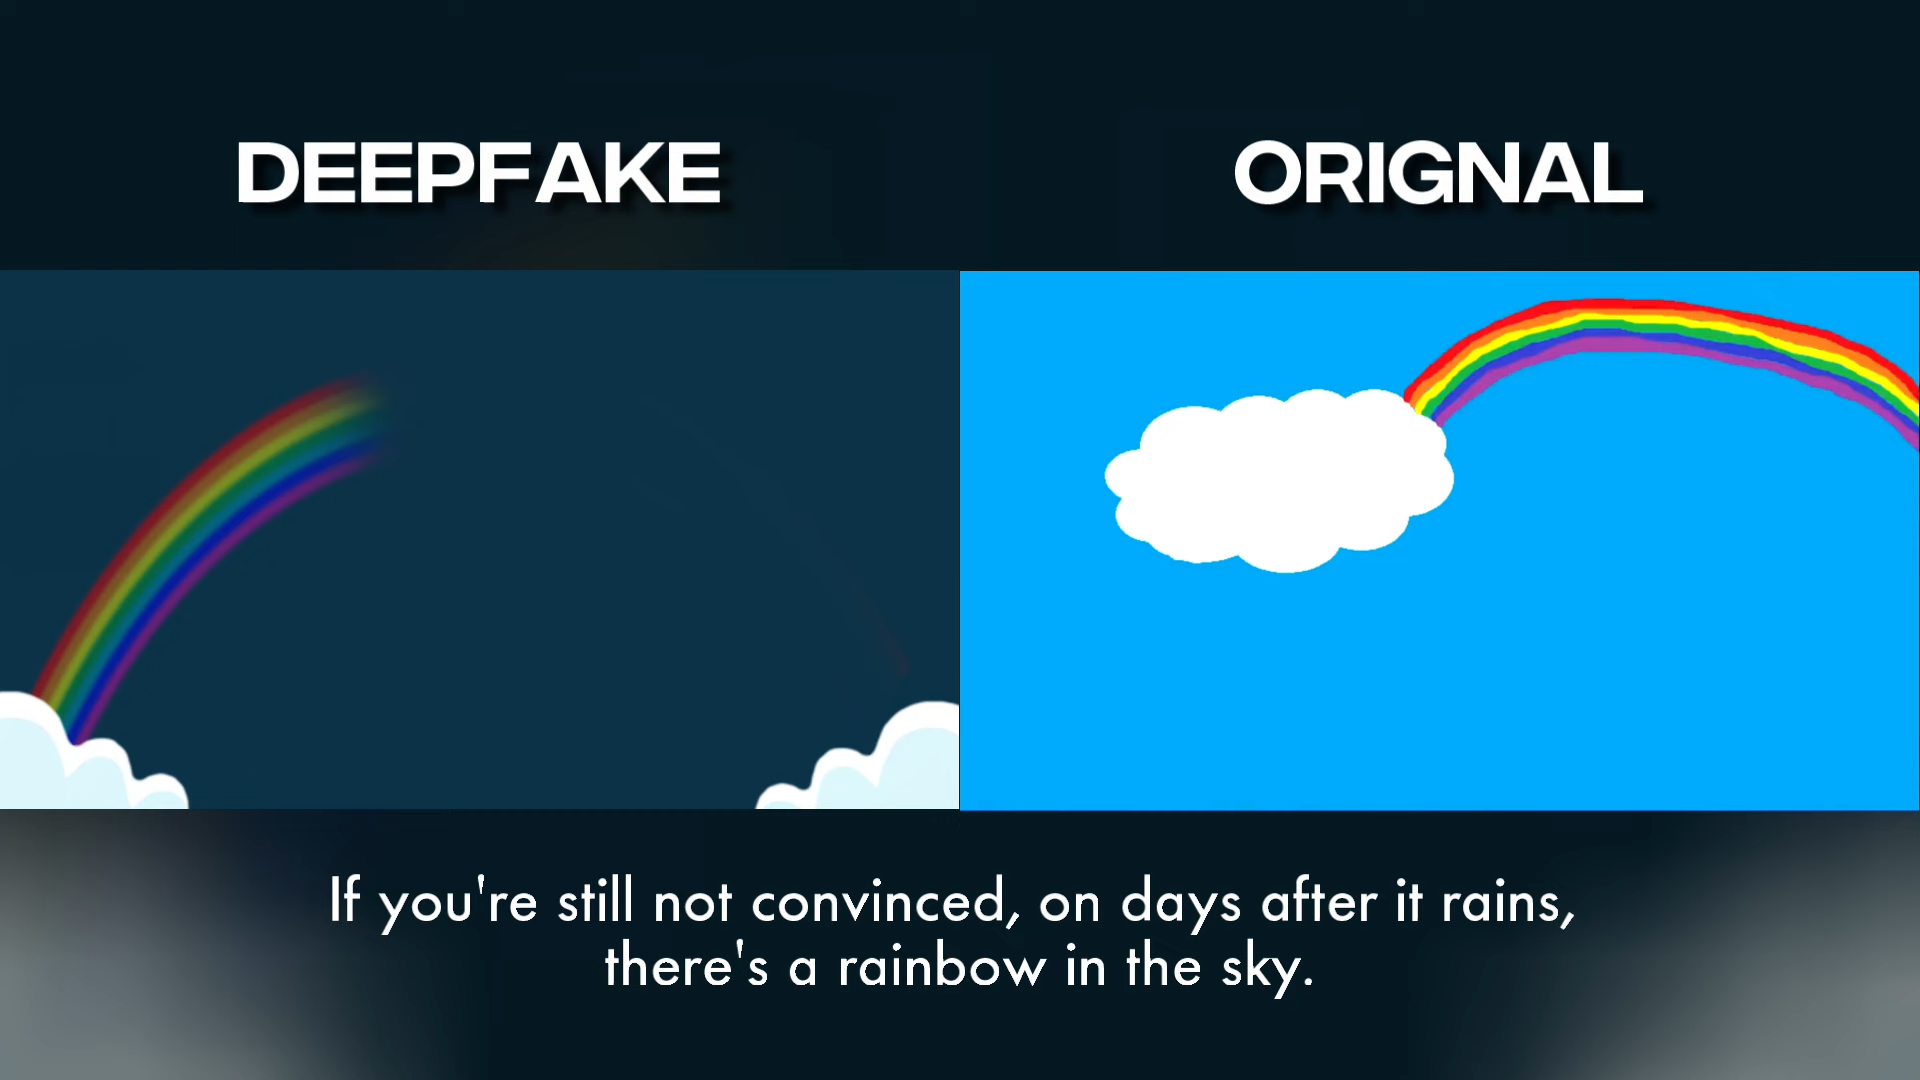 DEEPFAKE
ORIGNAL
If you're still not convinced, on days after it rains,
there's a rainbow in the sky.